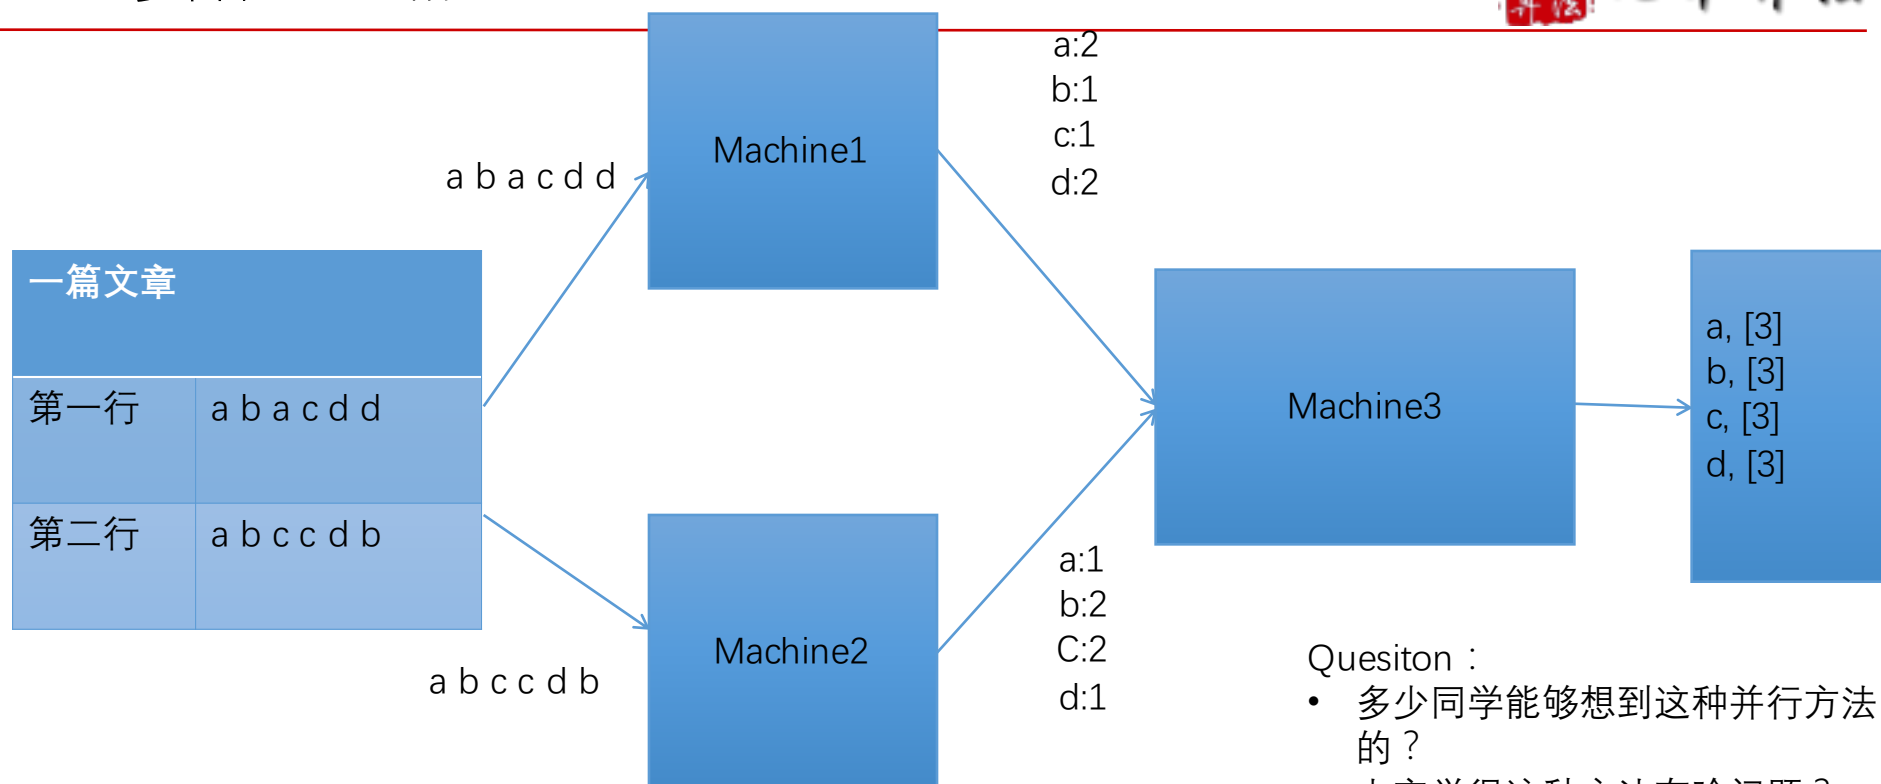 a:2
b:1
c:1
d:2
Machine1
a b a c d d
一篇文章
第一行 a b a c d d
第二行 a b c c d b
a b c c d b
Machine2
a:1
b:2
C:2
d:1
Machine3
a, [3]
b, [3]
c, [3]
d, [3]
Quesiton：
• 多少同学能够想到这种并行方法
的？